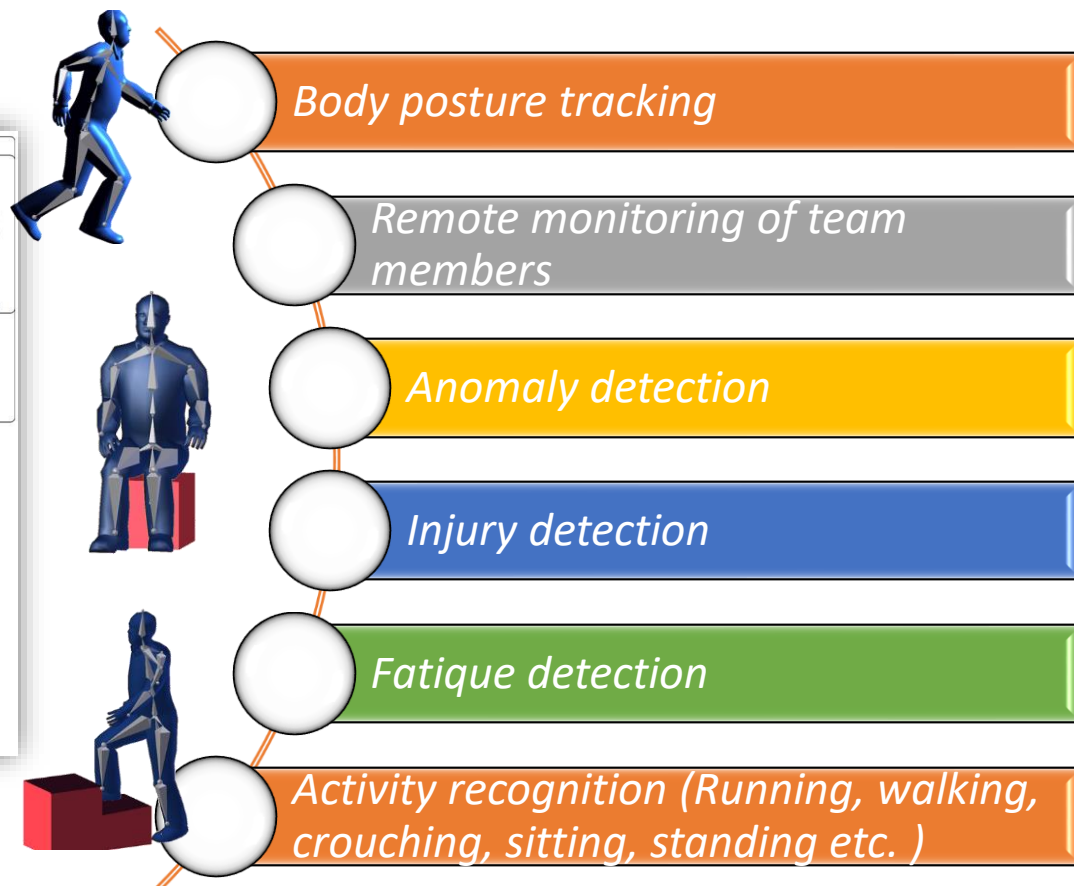 Body posture tracking
Remote monitoring of team
members
Anomaly detection
Injury detection
Fatique detection
Activity recognition (Running, walking,
crouching, sitting, standing etc. )